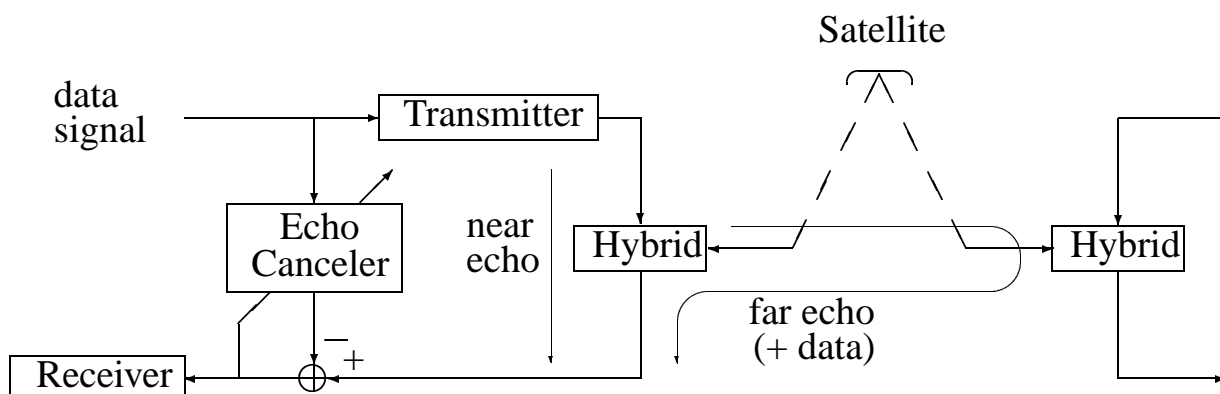 Satellite
data
signal
Transmitter
Echo
Canceler
near
echo
Hybrid
Hybrid
far echo
(+ data)
−
+
Receiver